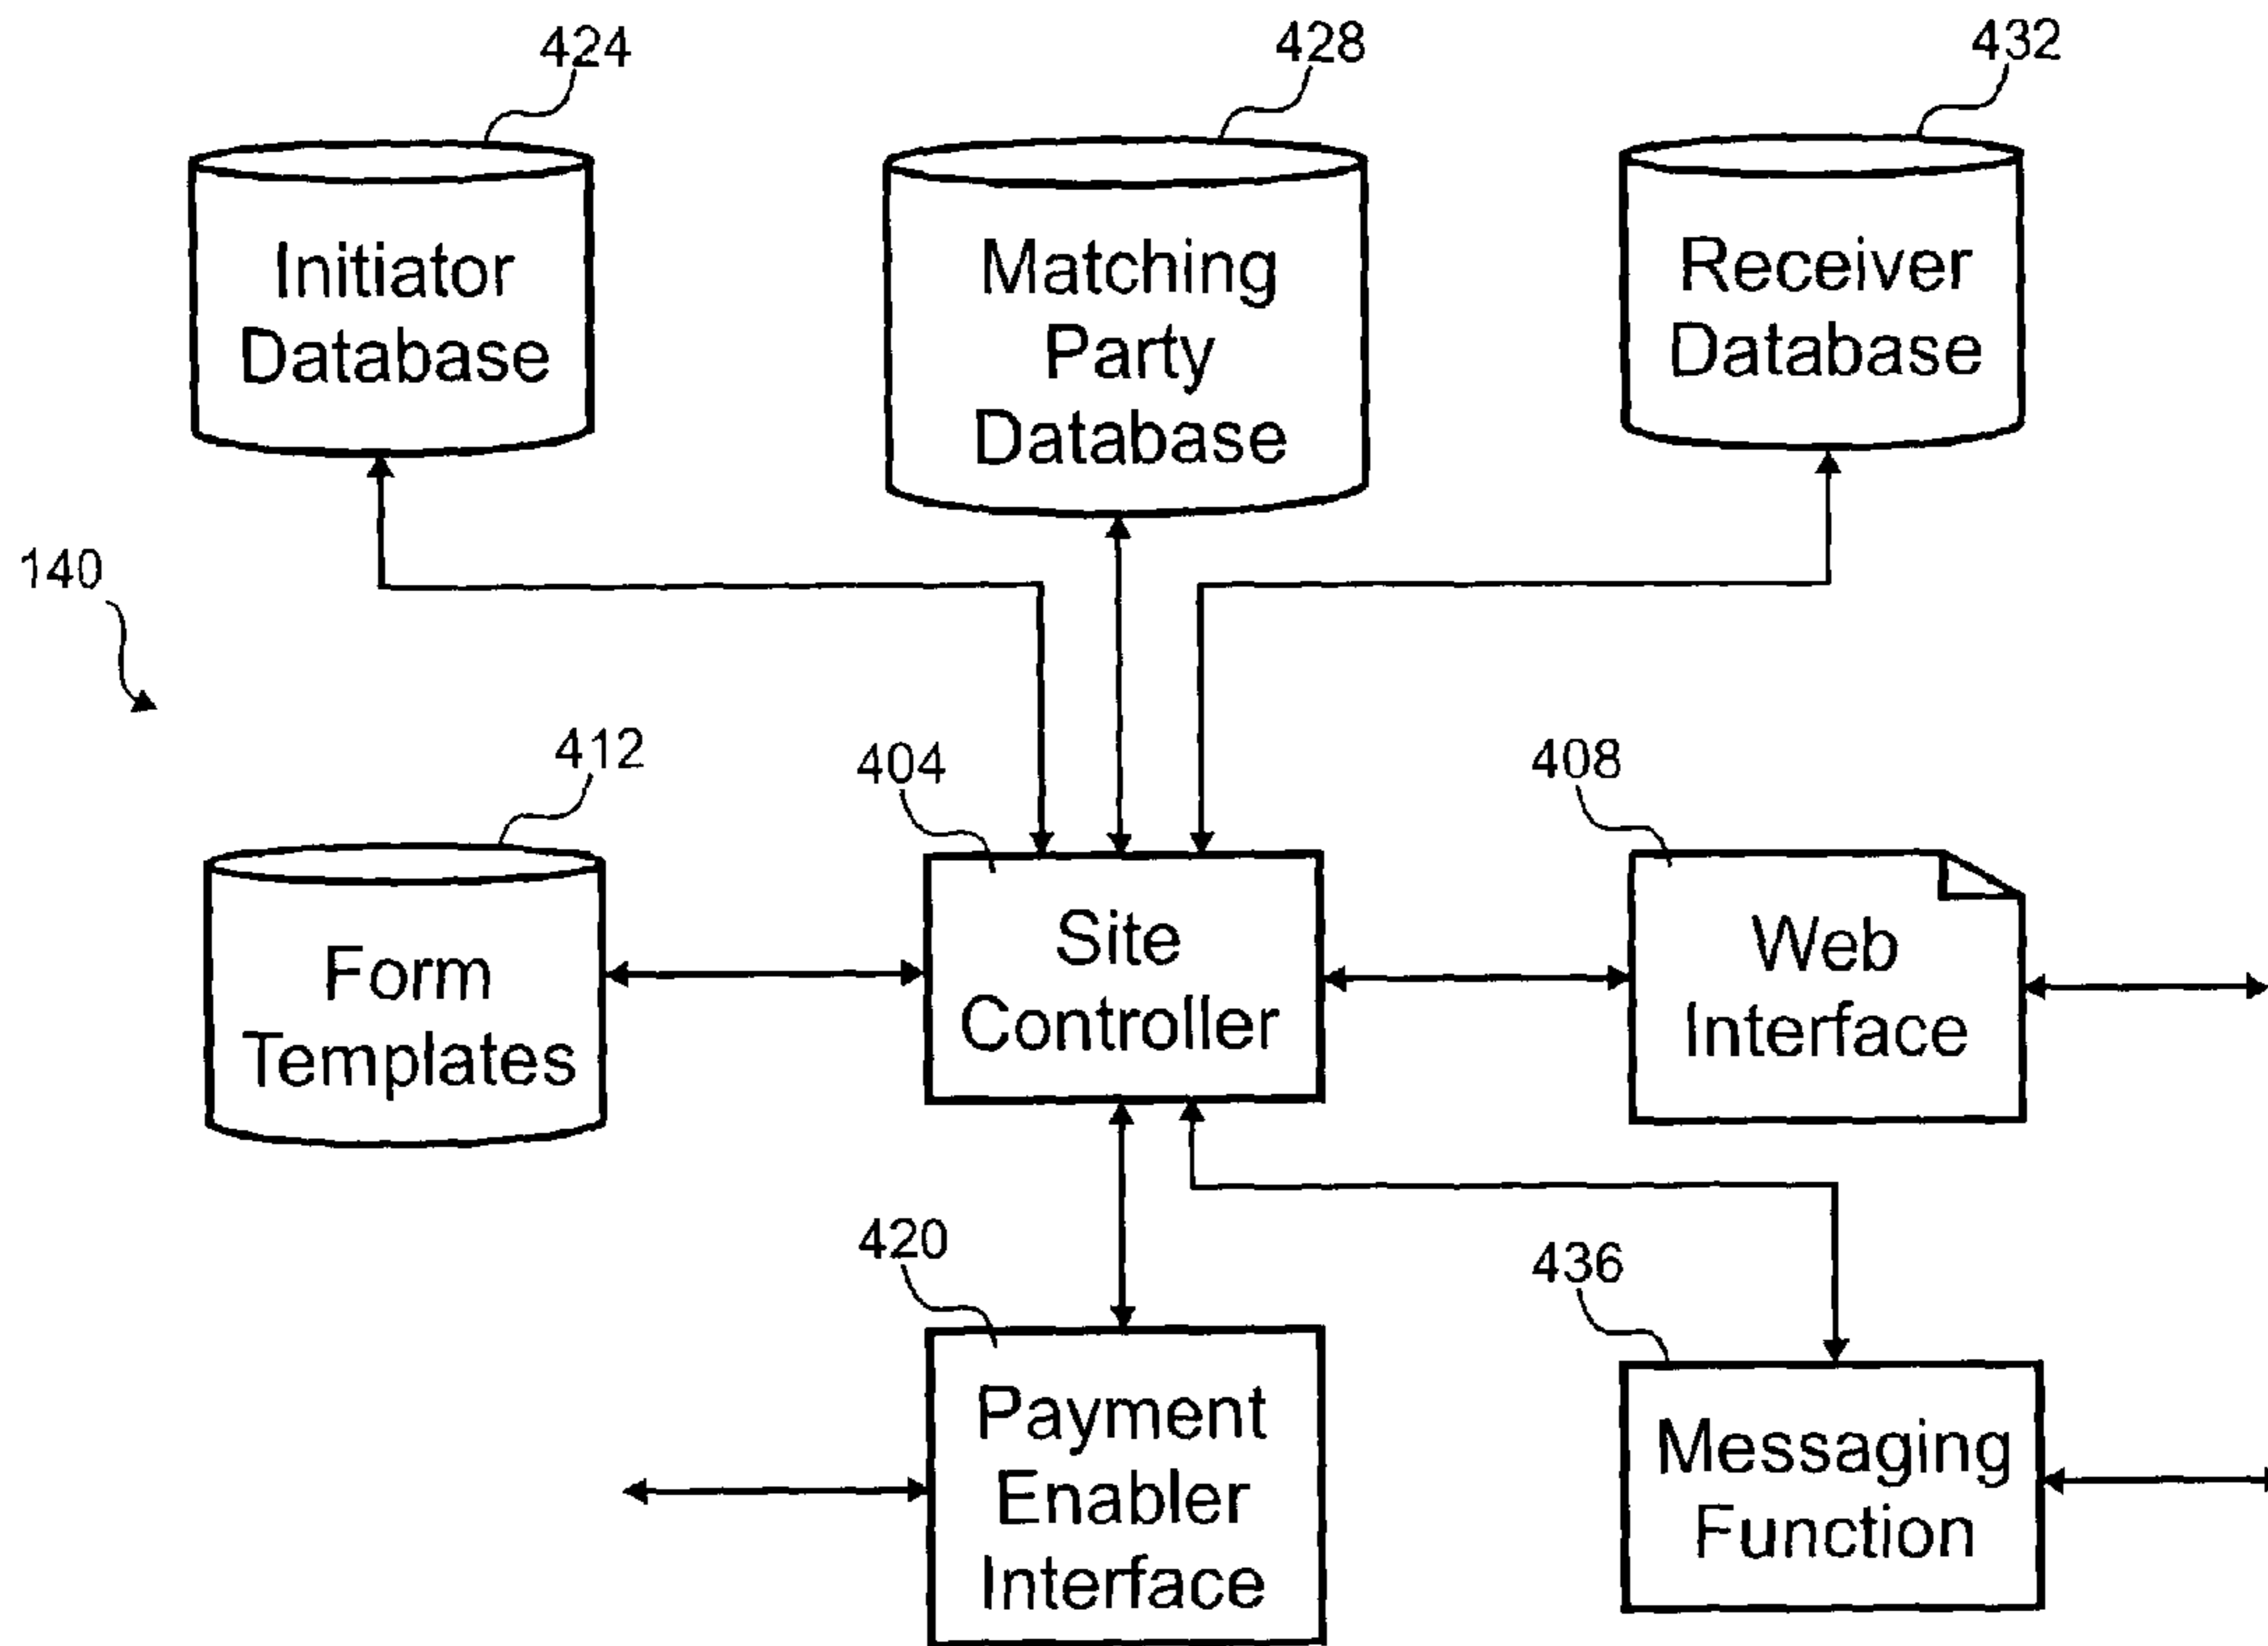 424
428
432
Initiator
Database
Matching
Party
Database
Receiver
Database
140
412
404
408
Form
Templates
Site
Controller
Web
Interface
420
436
Payment
Enabler
Interface
Messaging
Function